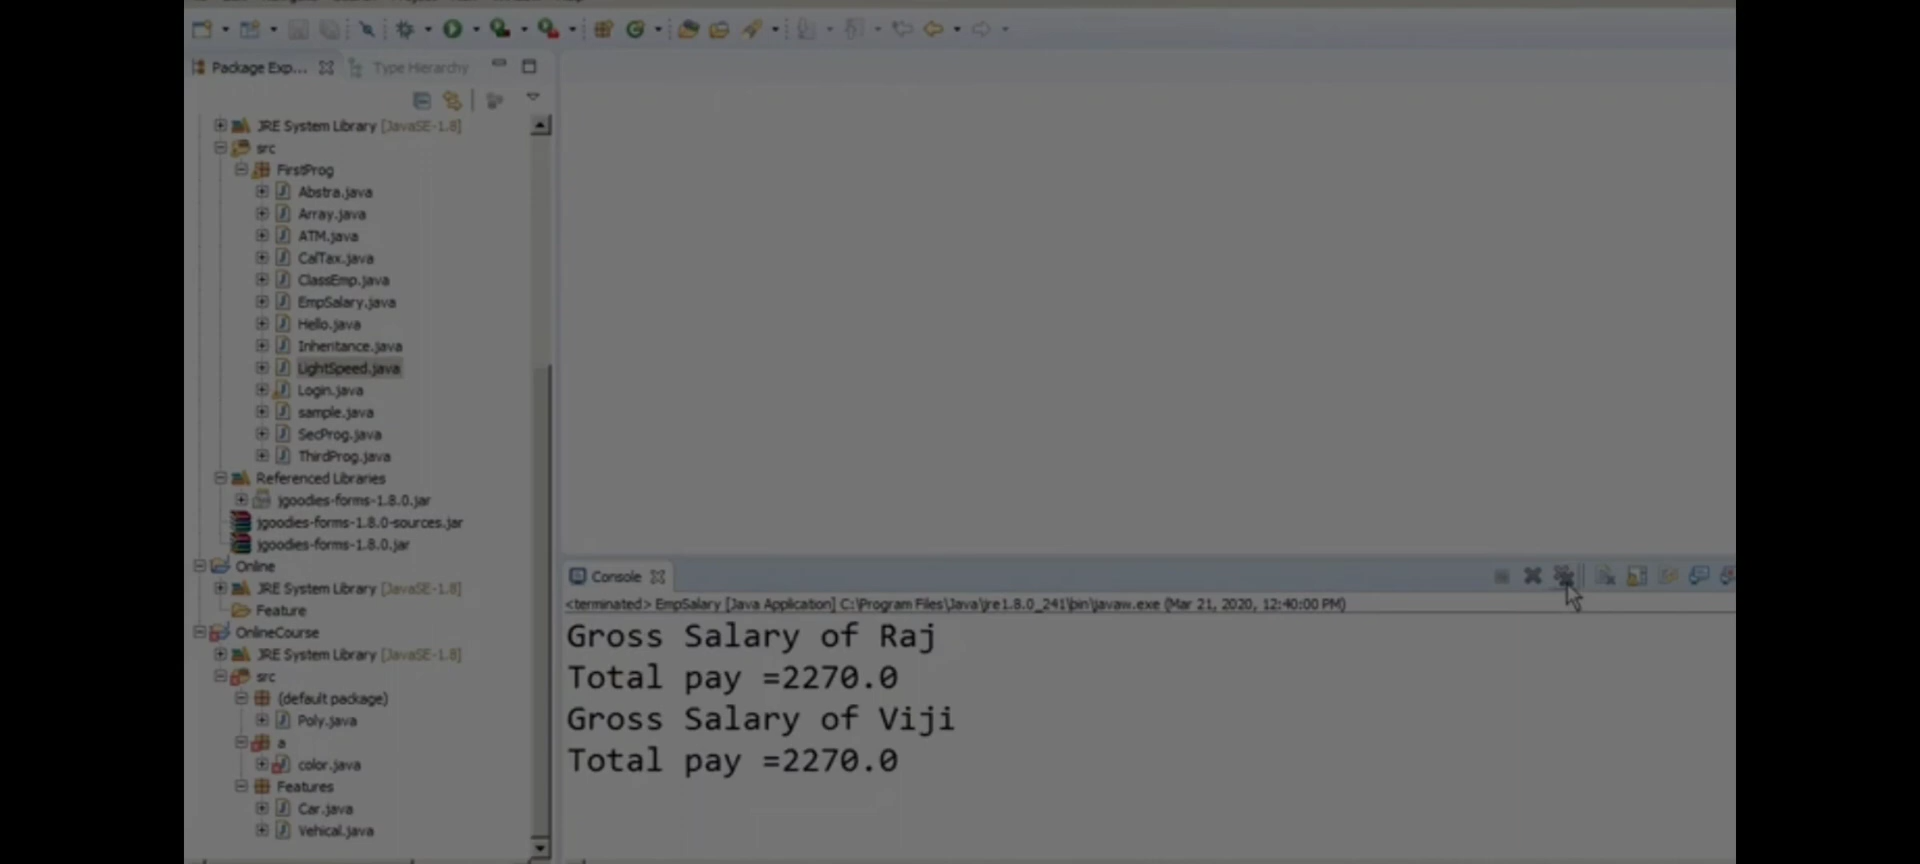 Package Exp...
Type Hierarchy
JRE System Library [JavaSE-1.8]
src
FirstProg
Abstra.java
Array.java
ATM.java
CalTax.java
ClassEmp.java
EmpSalary.java
Hello.java
Inheritance.java
LightSpeed.java
Login.java
sample.java
SecProg.java
ThirdProg.java
Referenced Libraries
jgoodies-forms-1.8.0.jar
jgoodies-forms-1.8.0-sources.jar
jgoodies-forms-1.8.0.jar
Online
JRE System Library [JavaSE-1.8]
Feature
OnlineCourse
JRE System Library [JavaSE-1.8]
src
(default package)
Poly.java
a
color.java
Features
Car.java
Vehical.java
Console
<terminated> EmpSalary [Java Application] C:\Program Files\Java\jre1.8.0_241\bin\javaw.exe (Mar 21, 2020, 12:40:00 PM)
Gross Salary of Raj
Total pay =2270.0
Gross Salary of Viji
Total pay =2270.0